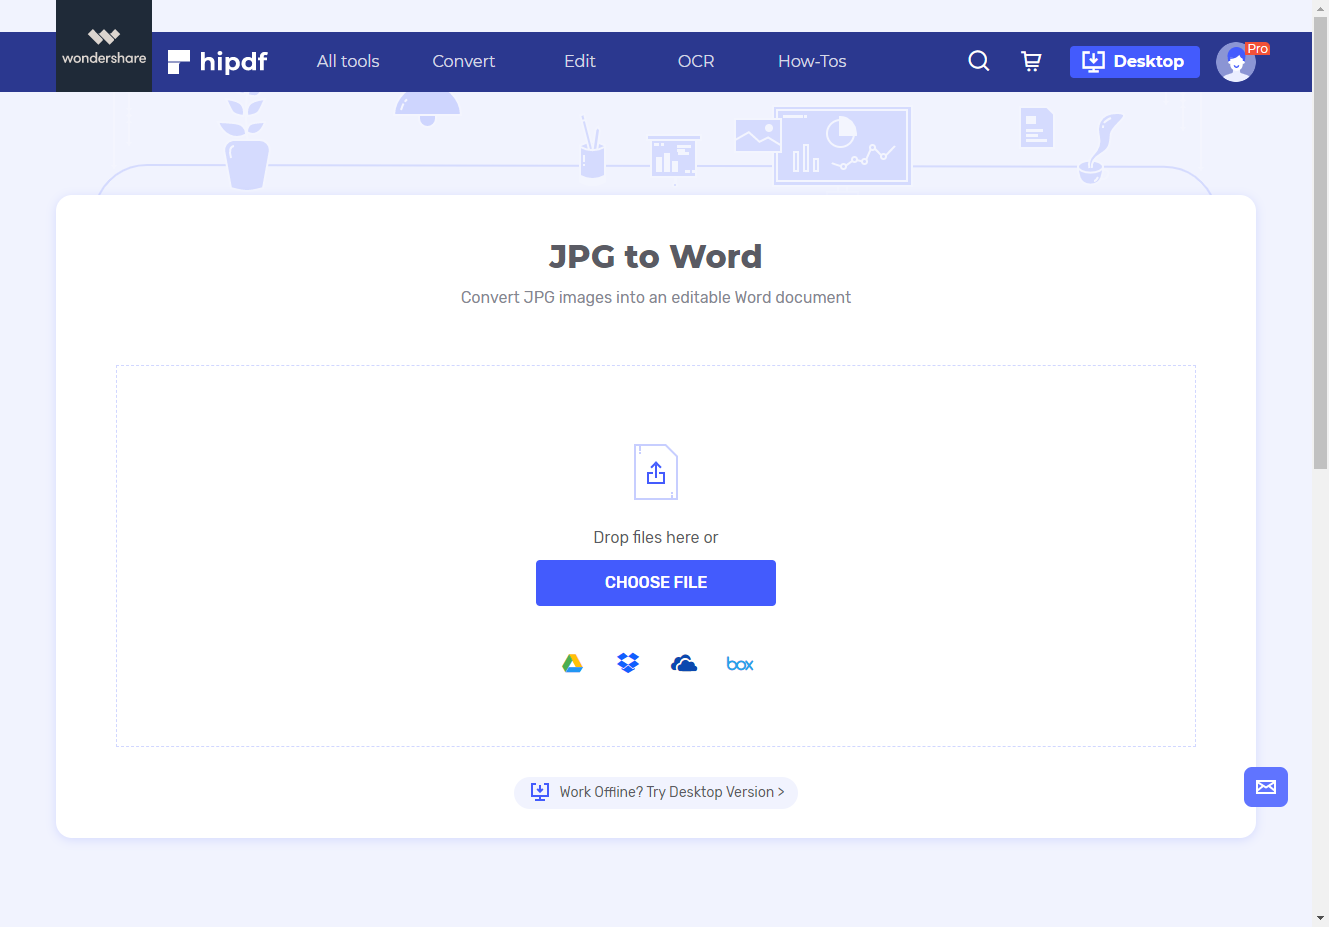 wondershare
hipdf
All tools
Convert
Edit
OCR
How-Tos
Desktop
Pro
JPG to Word
Convert JPG images into an editable Word document
Drop files here or
CHOOSE FILE
box
Work Offline? Try Desktop Version >